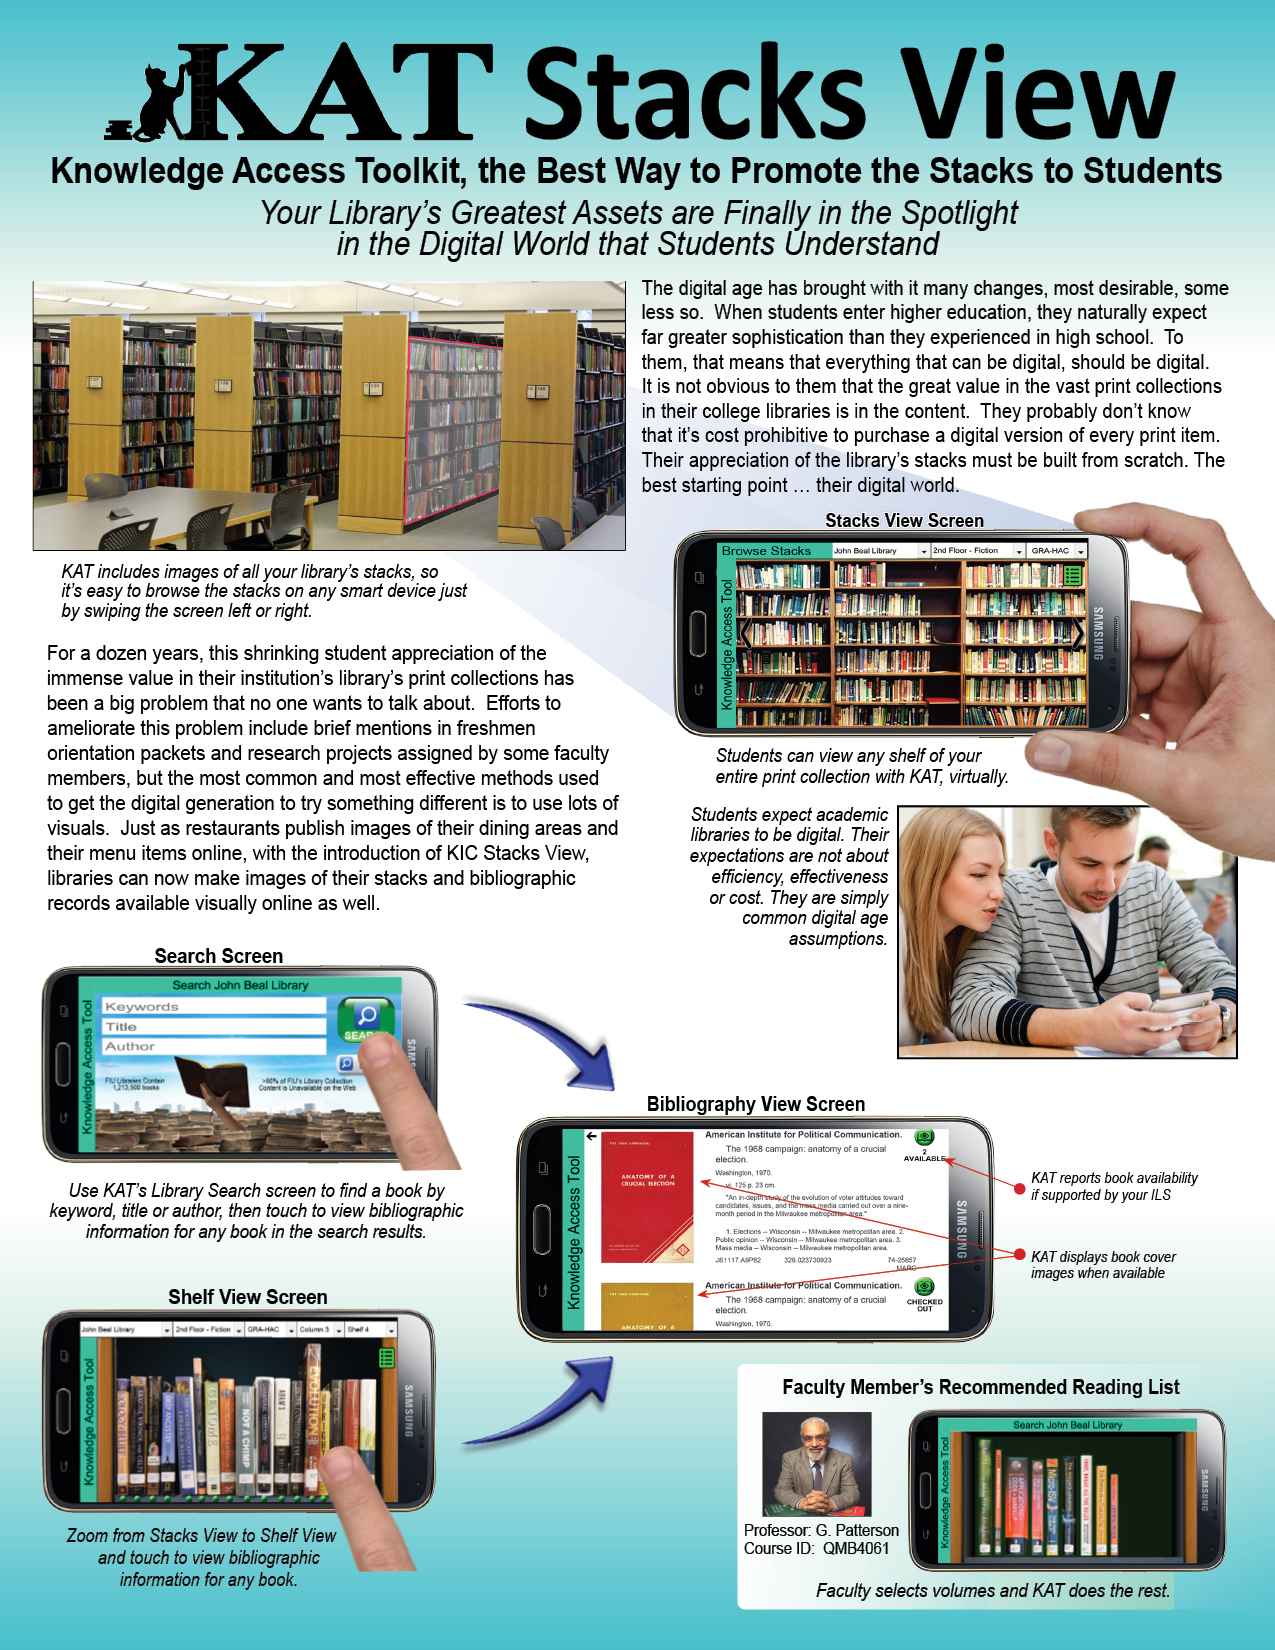 KAT Stacks View
Knowledge Access Toolkit, the Best Way to Promote the Stacks to Students
Your Library's Greatest Assets are Finally in the Spotlight
in the Digital World that Students Understand
The digital age has brought with it many changes, most desirable, some
less so.  When students enter higher education, they naturally expect
far greater sophistication than they experienced in high school.  To
them, that means that everything that can be digital, should be digital.
It is not obvious to them that the great value in the vast print collections
in their college libraries is in the content.  They probably don't know
that it's cost prohibitive to purchase a digital version of every print item.
Their appreciation of the library's stacks must be built from scratch. The
best starting point … their digital world.
KAT includes images of all your library's stacks, so
it's easy to browse the stacks on any smart device just
by swiping the screen left or right.
Stacks View Screen
Browse Stacks
John Beal Library
2nd Floor - Fiction
GRA-HAC
Knowledge Access Tool
SAMSUNG
Students can view any shelf of your
entire print collection with KAT, virtually.
For a dozen years, this shrinking student appreciation of the
immense value in their institution's library's print collections has
been a big problem that no one wants to talk about.  Efforts to
ameliorate this problem include brief mentions in freshmen
orientation packets and research projects assigned by some faculty
members, but the most common and most effective methods used
to get the digital generation to try something different is to use lots of
visuals.  Just as restaurants publish images of their dining areas and
their menu items online, with the introduction of KIC Stacks View,
libraries can now make images of their stacks and bibliographic
records available visually online as well.
Students expect academic
libraries to be digital. Their
expectations are not about
efficiency, effectiveness
or cost. They are simply
common digital age
assumptions.
Search Screen
Search John Beal Library
Keywords
Title
Author
Knowledge Access Tool
FIU Libraries Contain
1,213,500 books
>80% of FIU's Library Collection
Content is Unavailable on the Web
Use KAT's Library Search screen to find a book by
keyword, title or author, then touch to view bibliographic
information for any book in the search results.
Bibliography View Screen
Knowledge Access Tool
THE 1968 CAMPAIGN:
ANATOMY OF A
CRUCIAL ELECTION
American Institute for Political Communication.
The 1968 campaign: anatomy of a crucial
election.
Washington, 1970.
vi, 125 p. 23 cm.
"An in-depth study of the evolution of voter attitudes toward
candidates, issues, and the mass media carried out over a nine-
month period in the Milwaukee metropolitan area."
1. Elections -- Wisconsin -- Milwaukee metropolitan area. 2.
Public opinion -- Wisconsin -- Milwaukee metropolitan area. 3.
Mass media -- Wisconsin -- Milwaukee metropolitan area.
JS1117.A9P82 329.023730923 74-25857
MARC
2
AVAILABLE
American Institute for Political Communication.
The 1968 campaign: anatomy of a crucial
election.
Washington, 1970.
CHECKED
OUT
THE 1968 CAMPAIGN:
ANATOMY OF A
SAMSUNG
KAT reports book availability
if supported by your ILS
KAT displays book cover
images when available
Shelf View Screen
John Beal Library
2nd Floor - Fiction
GRA-HAC
Column 3
Shelf 4
Knowledge Access Tool
EVOLUTION
NOT A CHIMP
SAMSUNG
Zoom from Stacks View to Shelf View
and touch to view bibliographic
information for any book.
Faculty Member's Recommended Reading List
Search John Beal Library
Knowledge Access Tool
SAMSUNG
Professor: G. Patterson
Course ID:  QMB4061
Faculty selects volumes and KAT does the rest.